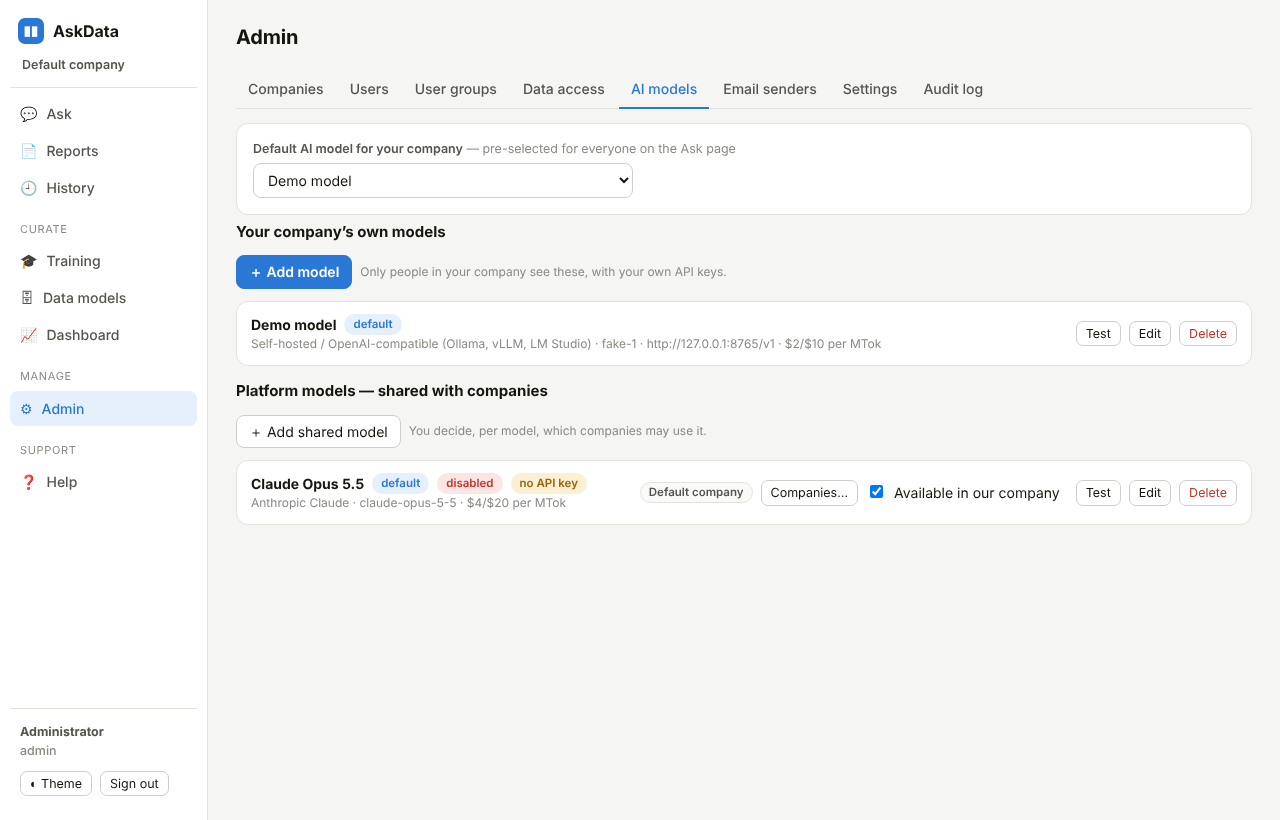 AskData
Default company
Ask
Reports
History
CURATE
Training
Data models
Dashboard
MANAGE
Admin
SUPPORT
Help
Administrator
admin
Theme
Sign out
Admin
Companies
Users
User groups
Data access
AI models
Email senders
Settings
Audit log
Default AI model for your company — pre-selected for everyone on the Ask page
Demo model
Your company’s own models
+ Add model
Only people in your company see these, with your own API keys.
Demo model default
Self-hosted / OpenAI-compatible (Ollama, vLLM, LM Studio) · fake-1 · http://127.0.0.1:8765/v1 · $2/$10 per MTok
Test
Edit
Delete
Platform models — shared with companies
+ Add shared model
You decide, per model, which companies may use it.
Claude Opus 5.5 default disabled no API key
Anthropic Claude · claude-opus-5-5 · $4/$20 per MTok
Default company
Companies...
Available in our company
Test
Edit
Delete